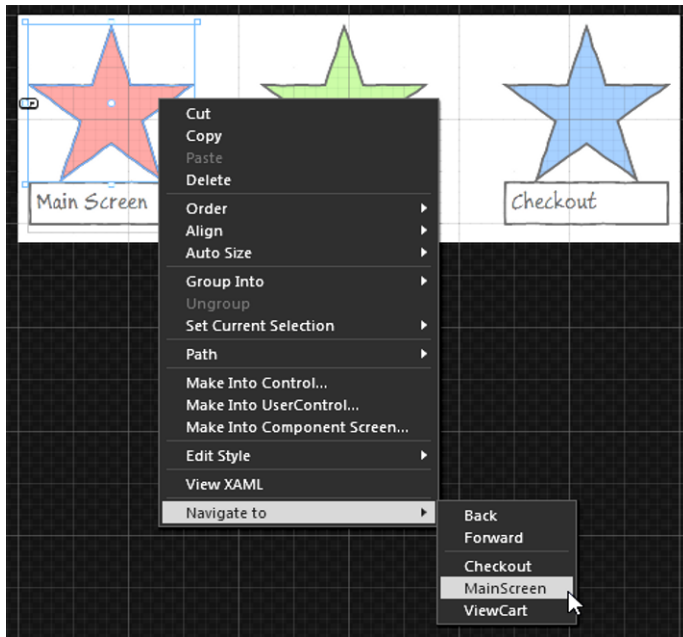 Main Screen
Checkout
Cut
Copy
Paste
Delete
Order
Align
Auto Size
Group Into
Ungroup
Set Current Selection
Path
Make Into Control...
Make Into UserControl...
Make Into Component Screen...
Edit Style
View XAML
Navigate to
Back
Forward
Checkout
MainScreen
ViewCart